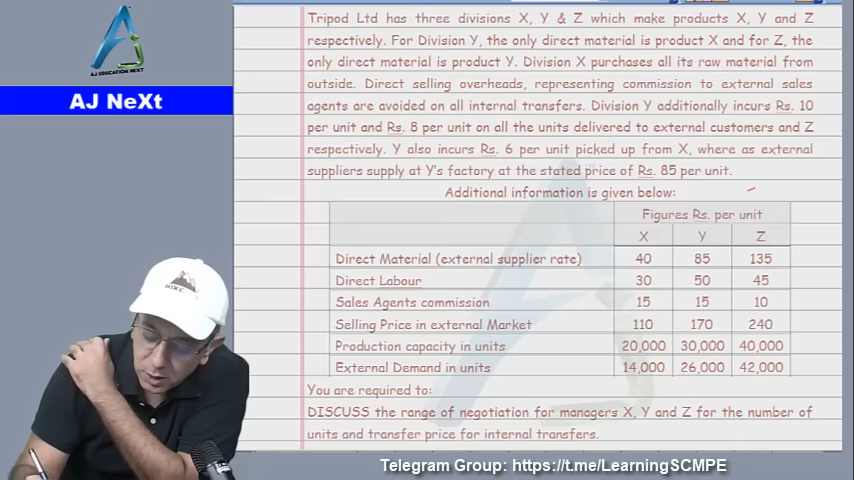 Tripod Ltd has three divisions X, Y & Z which make products X, Y and Z
respectively. For Division Y, the only direct material is product X and for Z, the
only direct material is product Y. Division X purchases all its raw material from
outside. Direct selling overheads, representing commission to external sales
agents are avoided on all internal transfers. Division Y additionally incurs Rs. 10
per unit and Rs. 8 per unit on all the units delivered to external customers and Z
respectively. Y also incurs Rs. 6 per unit picked up from X, where as external
suppliers supply at Y's factory at the stated price of Rs. 85 per unit.
Additional information is given below:
Figures Rs. per unit
X Y Z
Direct Material (external supplier rate) 40 85 135
Direct Labour 30 50 45
Sales Agents commission 15 15 10
Selling Price in external Market 110 170 240
Production capacity in units 20,000 30,000 40,000
External Demand in units 14,000 26,000 42,000
You are required to:
DISCUSS the range of negotiation for managers X, Y and Z for the number of
units and transfer price for internal transfers.
AJ EDUCATION NEXT
AJ NeXt
NIKE
Telegram Group: https://t.me/LearningSCMPE